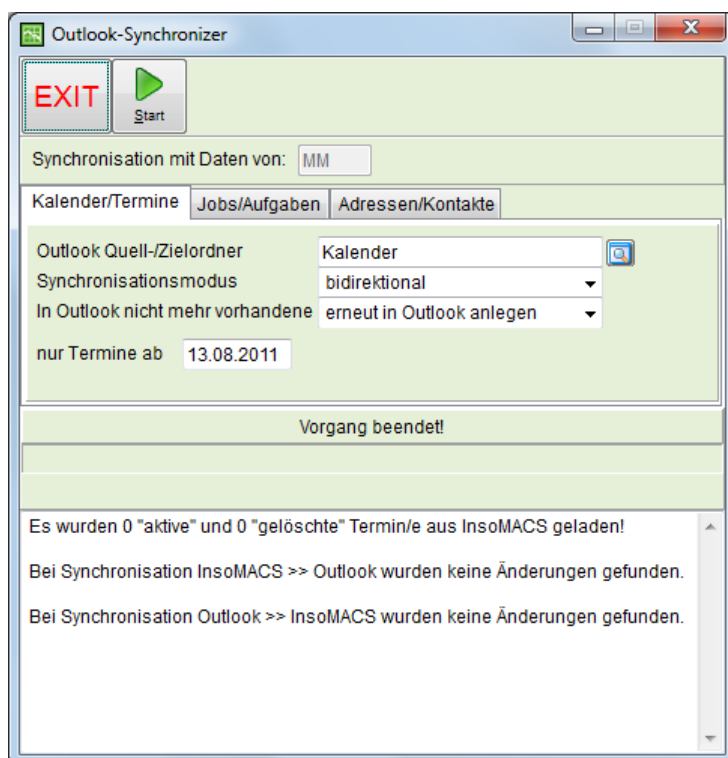 Outlook-Synchronizer
EXIT
Start
Synchronisation mit Daten von: MM
Kalender/Termine Jobs/Aufgaben Adressen/Kontakte
Outlook Quell-/Zielordner Kalender
Synchronisationsmodus bidirektional
In Outlook nicht mehr vorhandene erneut in Outlook anlegen
nur Termine ab 13.08.2011
Vorgang beendet!
Es wurden 0 "aktive" und 0 "gelöschte" Termin/e aus InsoMACS geladen!
Bei Synchronisation InsoMACS >> Outlook wurden keine Änderungen gefunden.
Bei Synchronisation Outlook >> InsoMACS wurden keine Änderungen gefunden.